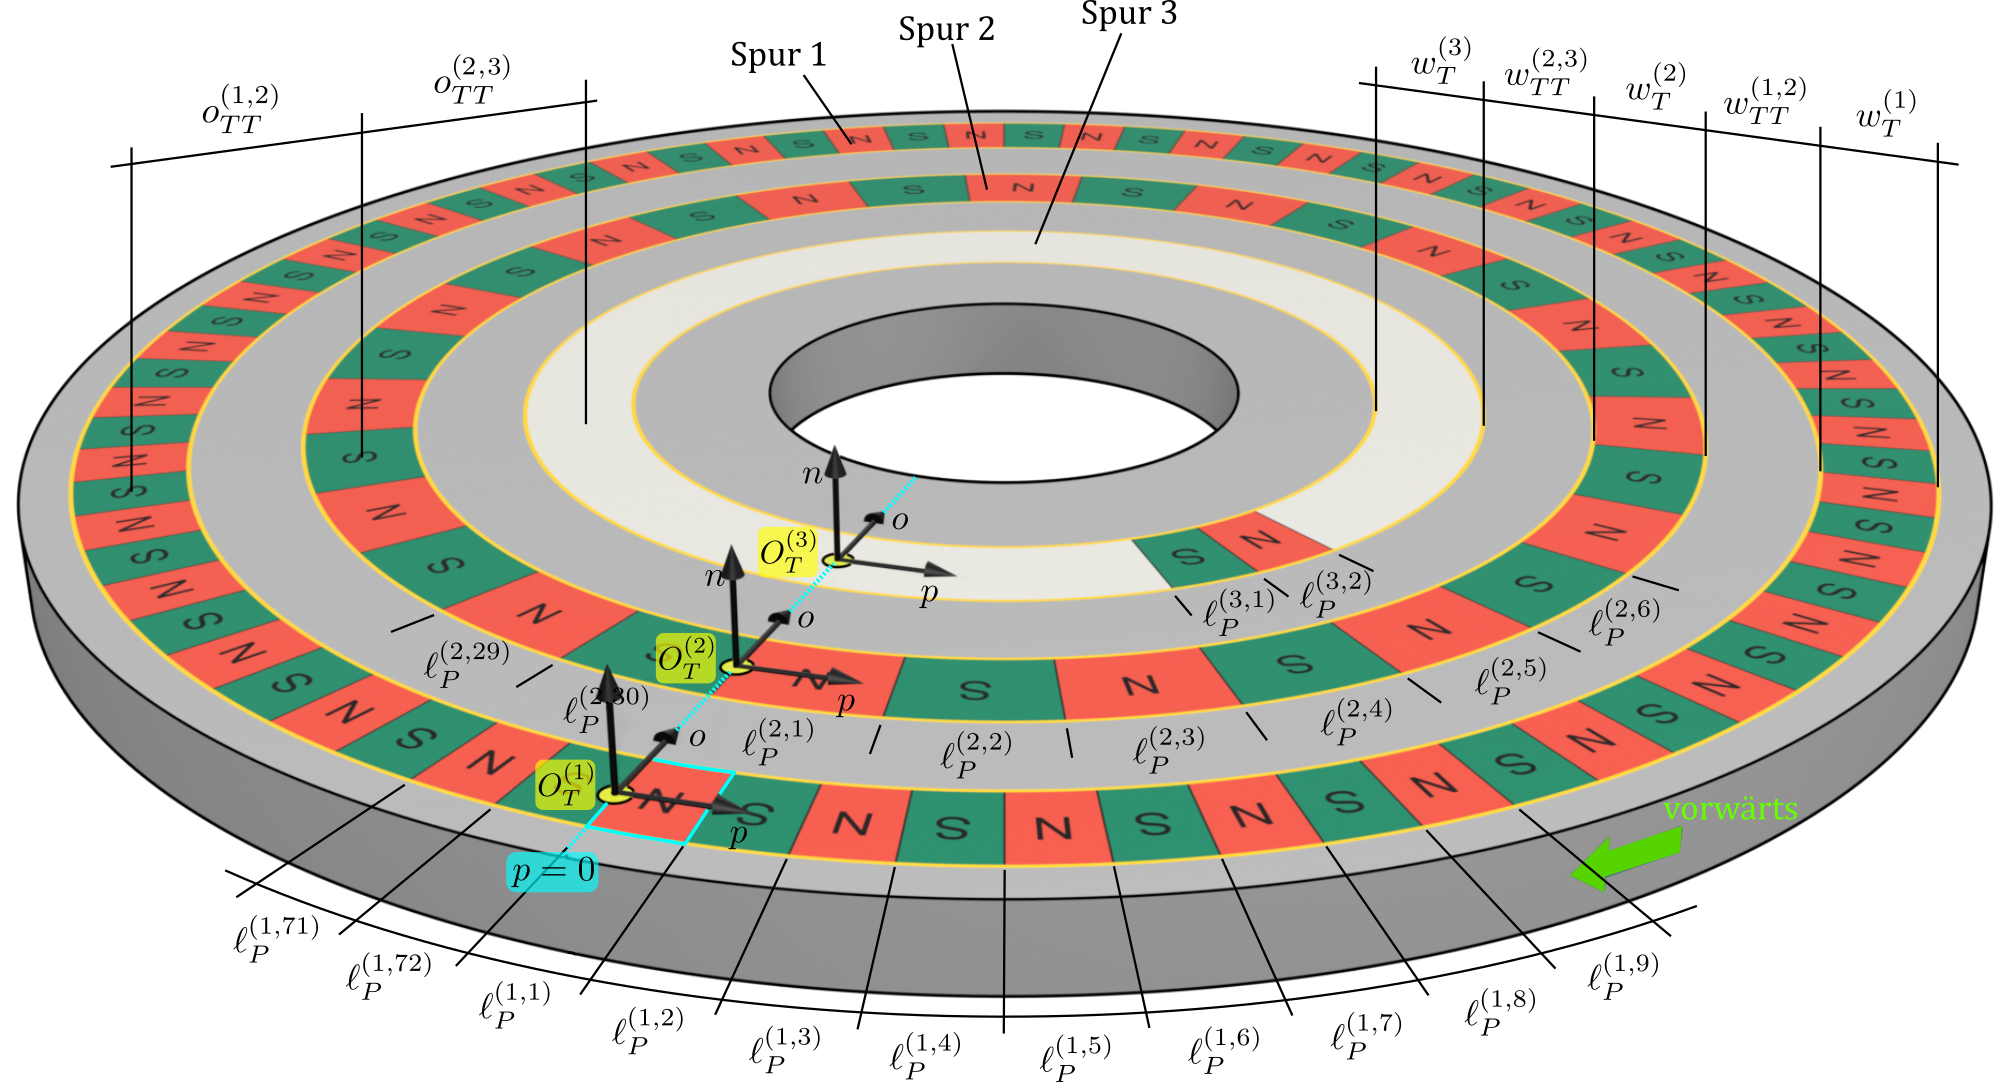 Spur 3
Spur 2
Spur 1
o_{TT}^{(1,2)}
o_{TT}^{(2,3)}
w_T^{(3)}
w_{TT}^{(2,3)}
w_T^{(2)}
w_{TT}^{(1,2)}
w_T^{(1)}
n
o
O_T^{(3)}
p
n
o
O_T^{(2)}
p
n
o
O_T^{(1)}
p
p = 0
ℓ_P^{(3,1)}
ℓ_P^{(3,2)}
ℓ_P^{(2,29)}
ℓ_P^{(2,30)}
ℓ_P^{(2,1)}
ℓ_P^{(2,2)}
ℓ_P^{(2,3)}
ℓ_P^{(2,4)}
ℓ_P^{(2,5)}
ℓ_P^{(2,6)}
vorwärts
ℓ_P^{(1,71)}
ℓ_P^{(1,72)}
ℓ_P^{(1,1)}
ℓ_P^{(1,2)}
ℓ_P^{(1,3)}
ℓ_P^{(1,4)}
ℓ_P^{(1,5)}
ℓ_P^{(1,6)}
ℓ_P^{(1,7)}
ℓ_P^{(1,8)}
ℓ_P^{(1,9)}
N S N S N S N S N S
S N